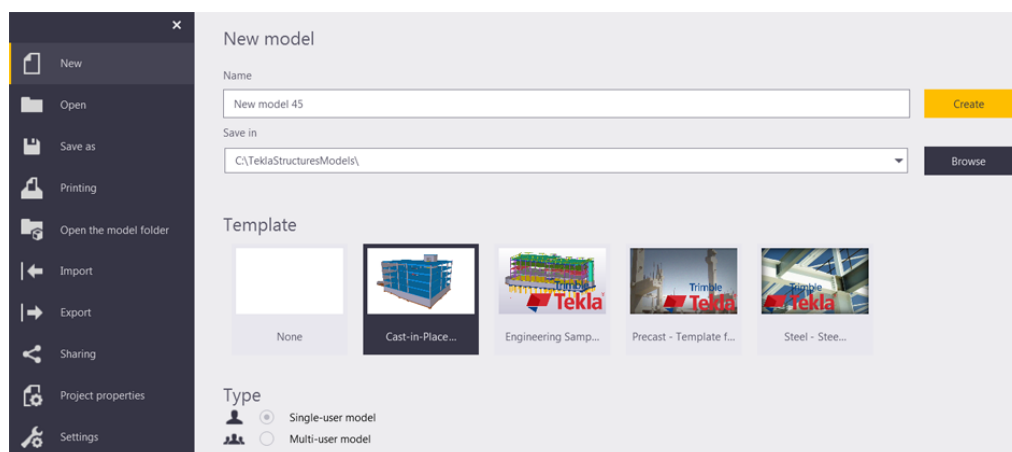 New
Open
Save as
Printing
Open the model folder
Import
Export
Sharing
Project properties
Settings
New model
Name
New model 45
Create
Save in
C:\TeklaStructuresModels\
Browse
Template
Trimble
Tekla
Trimble
Tekla
Trimble
Tekla
None
Cast-in-Place...
Engineering Samp...
Precast - Template f...
Steel - Stee...
Type
Single-user model
Multi-user model